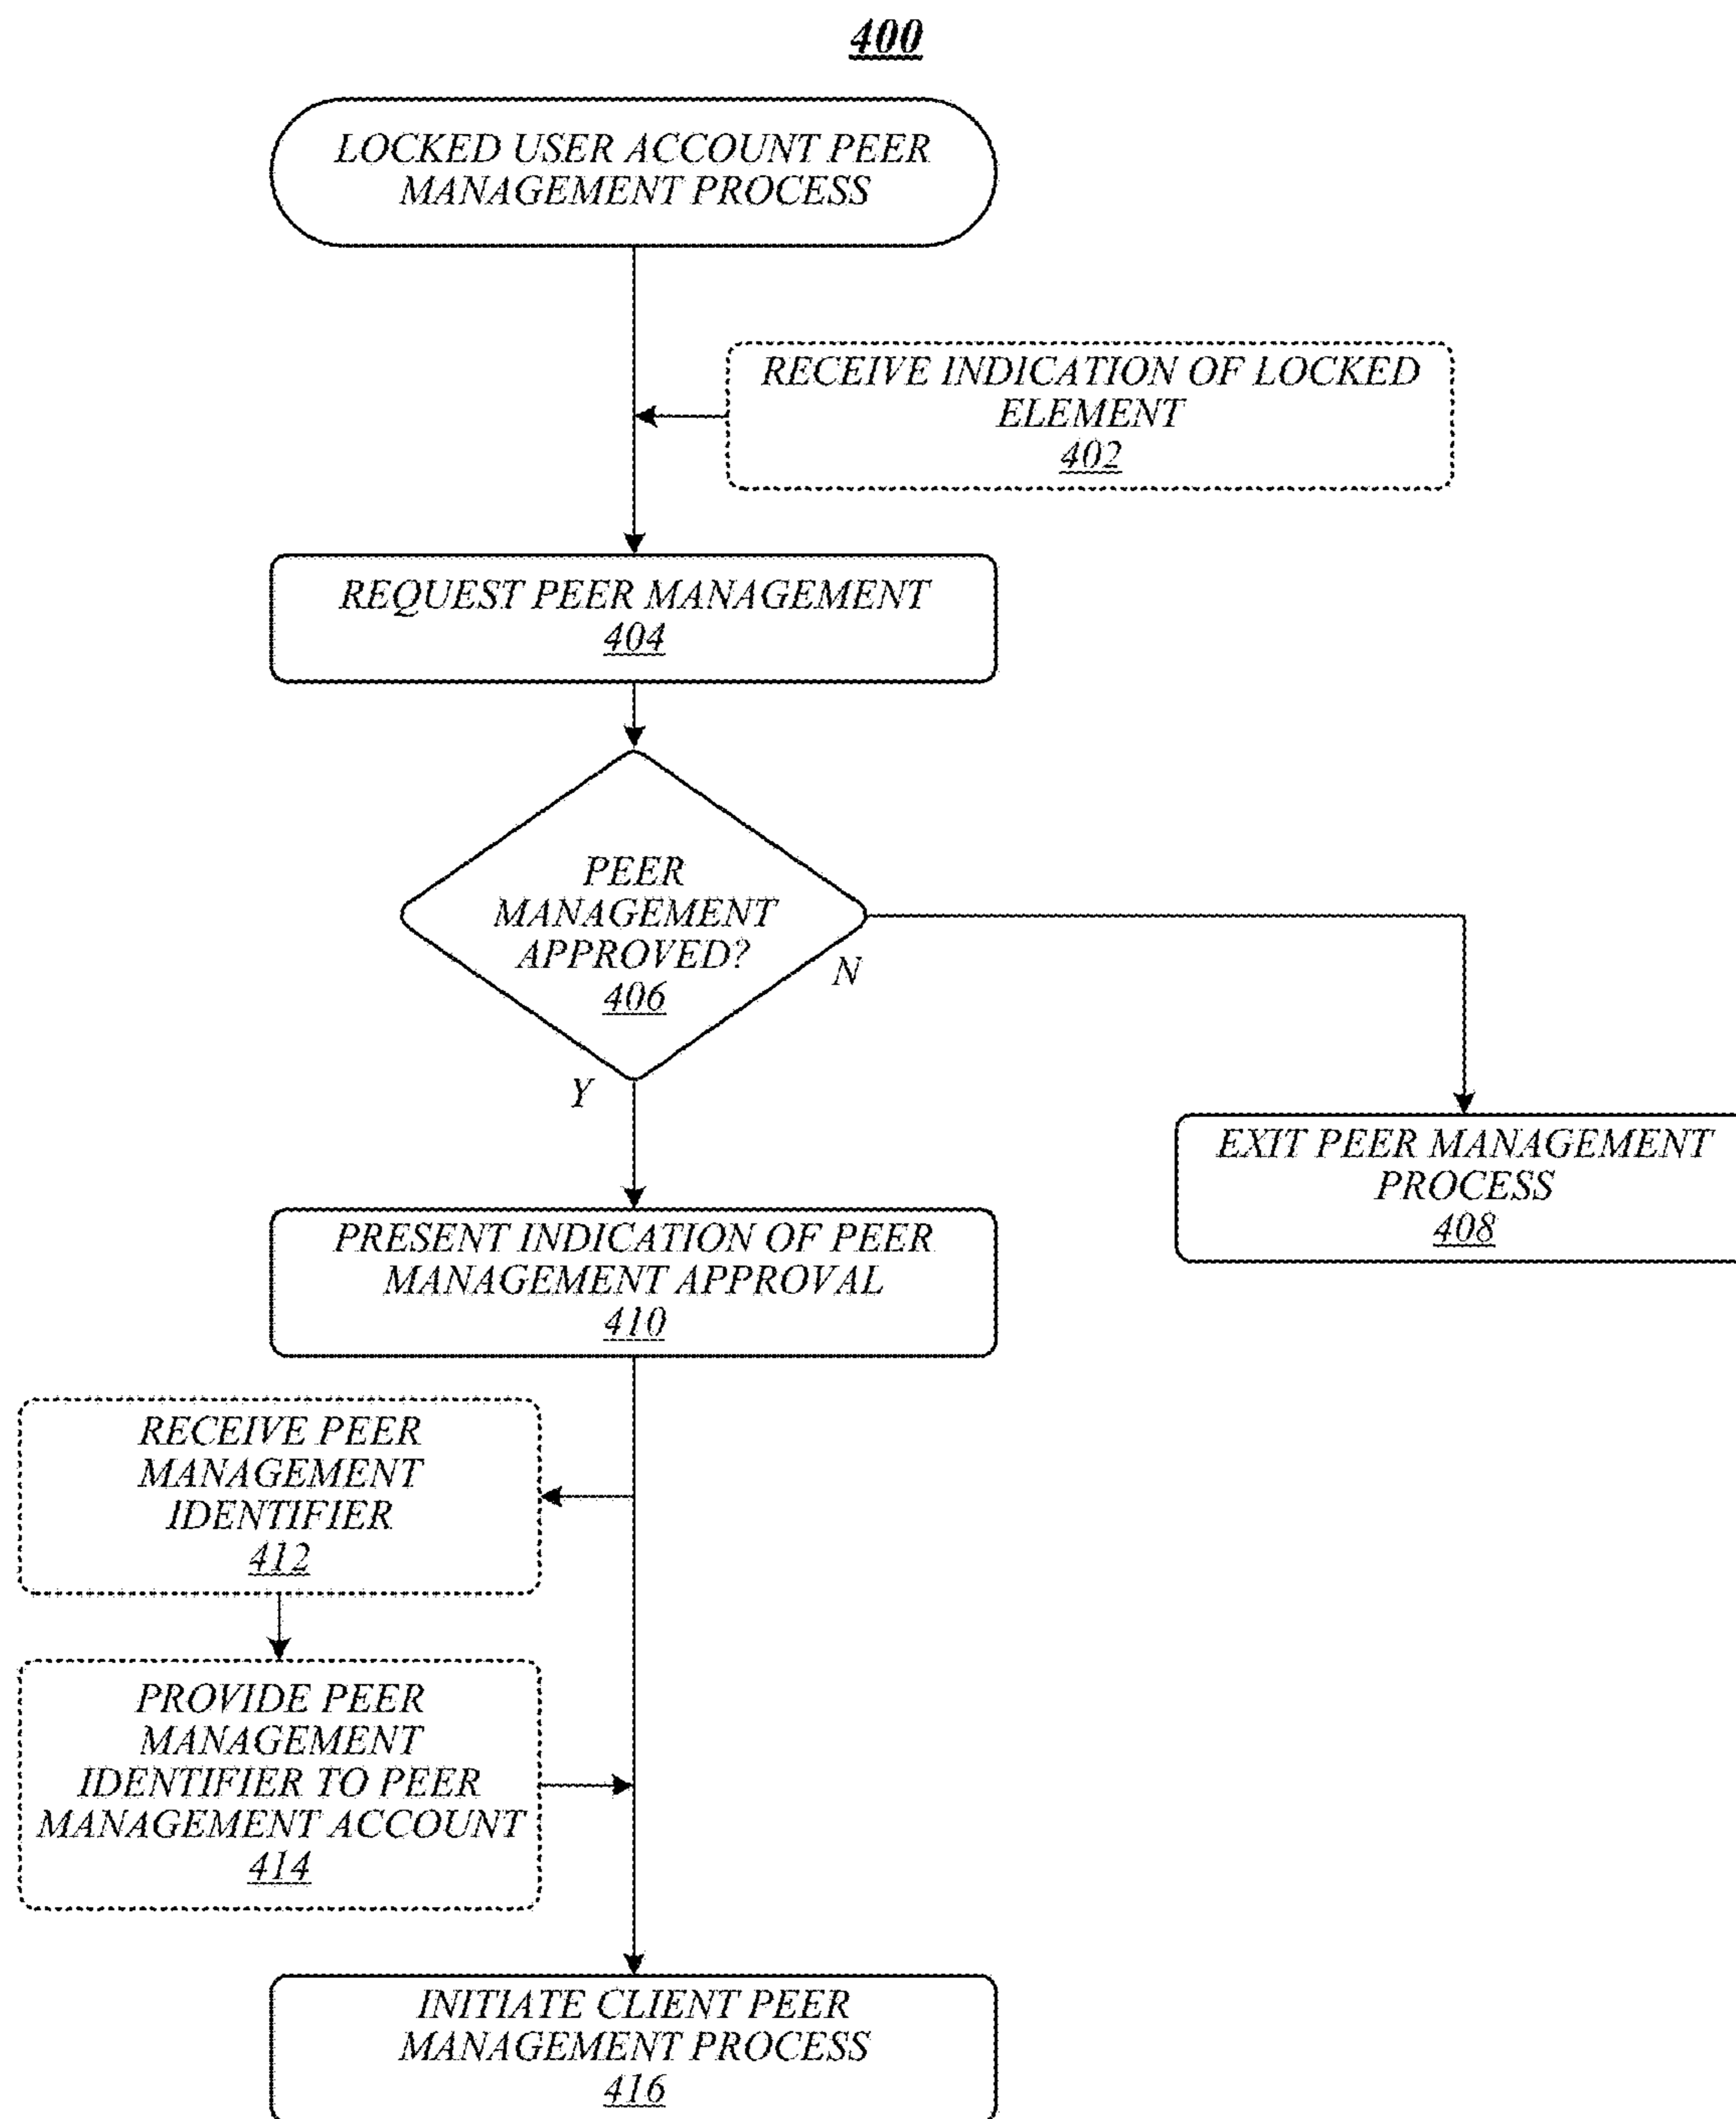 400
LOCKED USER ACCOUNT PEER
MANAGEMENT PROCESS
RECEIVE INDICATION OF LOCKED
ELEMENT
402
REQUEST PEER MANAGEMENT
404
PEER
MANAGEMENT
APPROVED?
406
N
Y
EXIT PEER MANAGEMENT
PROCESS
408
PRESENT INDICATION OF PEER
MANAGEMENT APPROVAL
410
RECEIVE PEER
MANAGEMENT
IDENTIFIER
412
PROVIDE PEER
MANAGEMENT
IDENTIFIER TO PEER
MANAGEMENT ACCOUNT
414
INITIATE CLIENT PEER
MANAGEMENT PROCESS
416